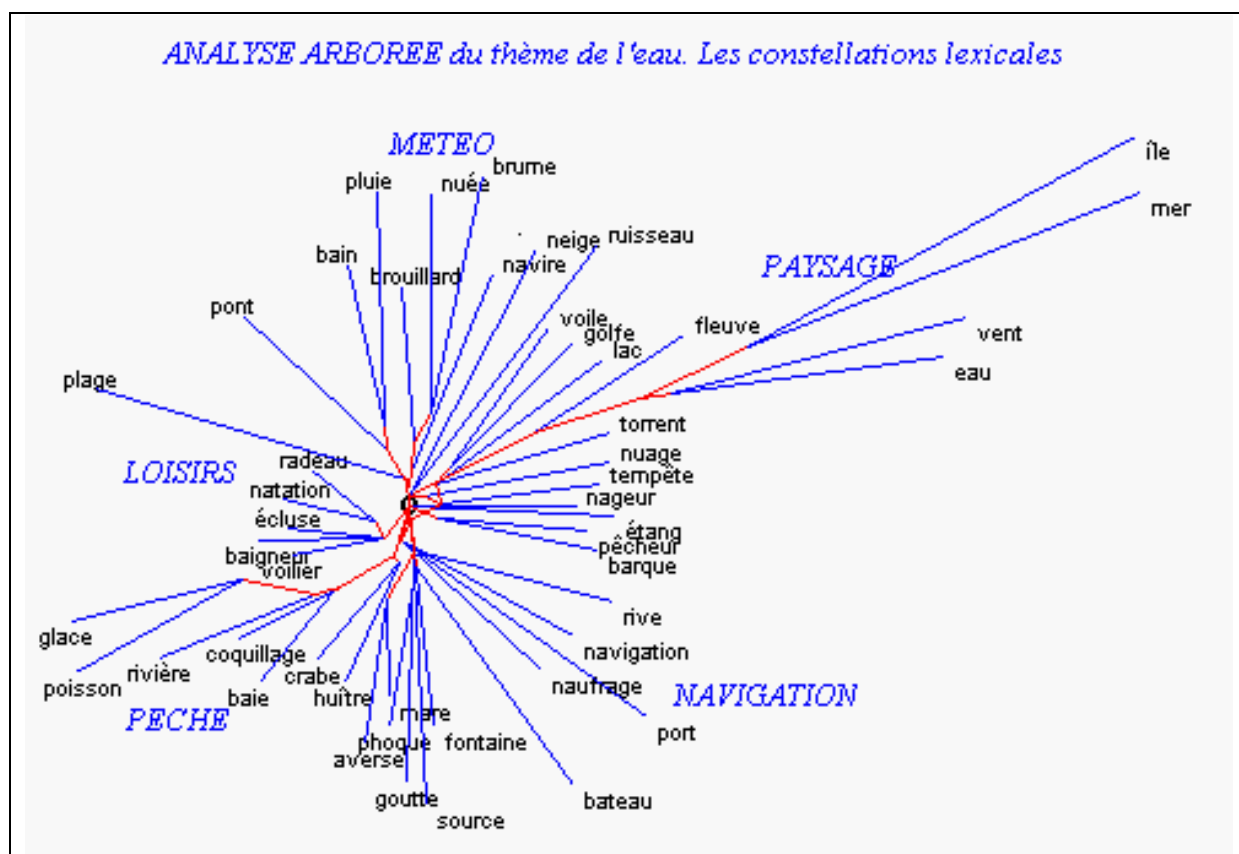 ANALYSE ARBOREE du thème de l'eau. Les constellations lexicales
METEO
brume
pluie
nuée
île
mer
ruisseau
neige
bain
navire
brouillard
PAYSAGE
pont
voile
golfe
fleuve
vent
lac
eau
plage
torrent
nuage
radeau
LOISIRS
tempête
natation
nageur
écluse
étang
pêcheur
baigneur
barque
voilier
rive
glace
coquillage
navigation
rivière
crabe
naufrage
poisson
baie
huître
NAVIGATION
PECHE
mare
port
phoque
fontaine
averse
goutte
bateau
source